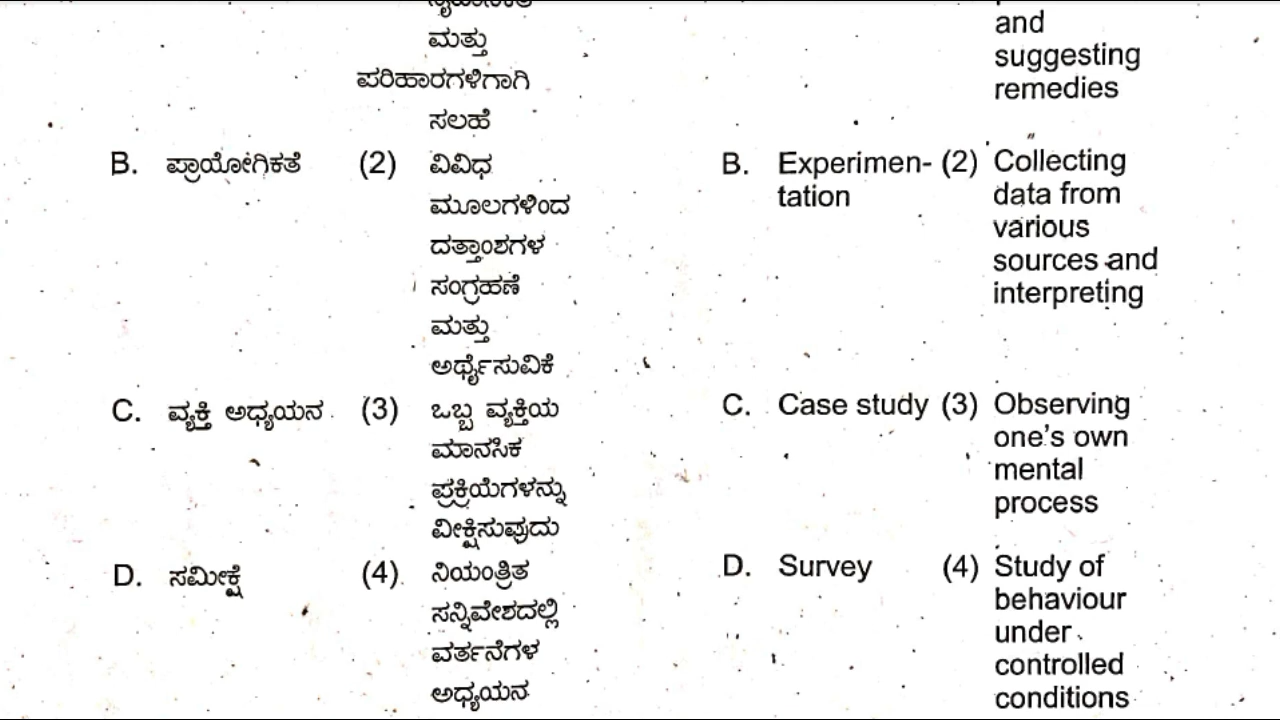 ಮತ್ತು
ಪರಿಹಾರಗಳಿಗಾಗಿ
ಸಲಹೆ
B. ಪ್ರಾಯೋಗಿಕತೆ (2) ವಿವಿಧ
ಮೂಲಗಳಿಂದ
ದತ್ತಾಂಶಗಳ
ಸಂಗ್ರಹಣೆ
ಮತ್ತು
ಅರ್ಥೈಸುವಿಕೆ
C. ವ್ಯಕ್ತಿ ಅಧ್ಯಯನ (3) ಒಬ್ಬ ವ್ಯಕ್ತಿಯ
ಮಾನಸಿಕ
ಪ್ರಕ್ರಿಯೆಗಳನ್ನು
ವೀಕ್ಷಿಸುವುದು
D. ಸಮೀಕ್ಷೆ (4) ನಿಯಂತ್ರಿತ
ಸನ್ನಿವೇಶದಲ್ಲಿ
ವರ್ತನೆಗಳ
ಅಧ್ಯಯನ
and
suggesting
remedies
B. Experimen- (2) Collecting
tation data from
various
sources and
interpreting
C. Case study (3) Observing
one's own
mental
process
D. Survey (4) Study of
behaviour
under
controlled
conditions